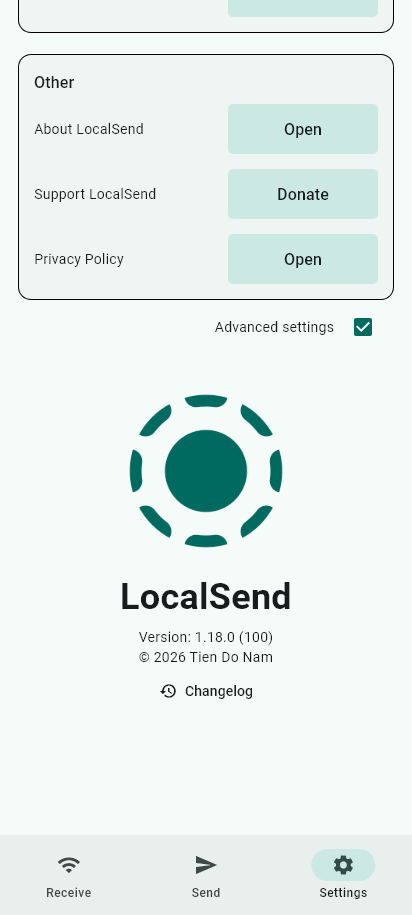 Other
About LocalSend
Open
Support LocalSend
Donate
Privacy Policy
Open
Advanced settings
LocalSend
Version: 1.18.0 (100)
© 2026 Tien Do Nam
Changelog
Receive
Send
Settings